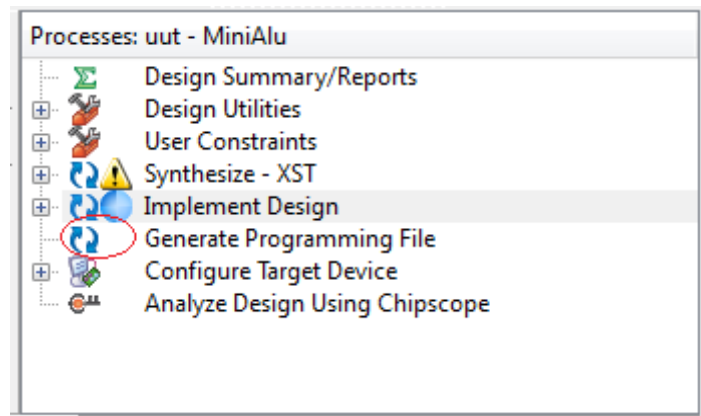 Processes: uut - MiniAlu
Design Summary/Reports
Design Utilities
User Constraints
Synthesize - XST
Implement Design
Generate Programming File
Configure Target Device
Analyze Design Using Chipscope